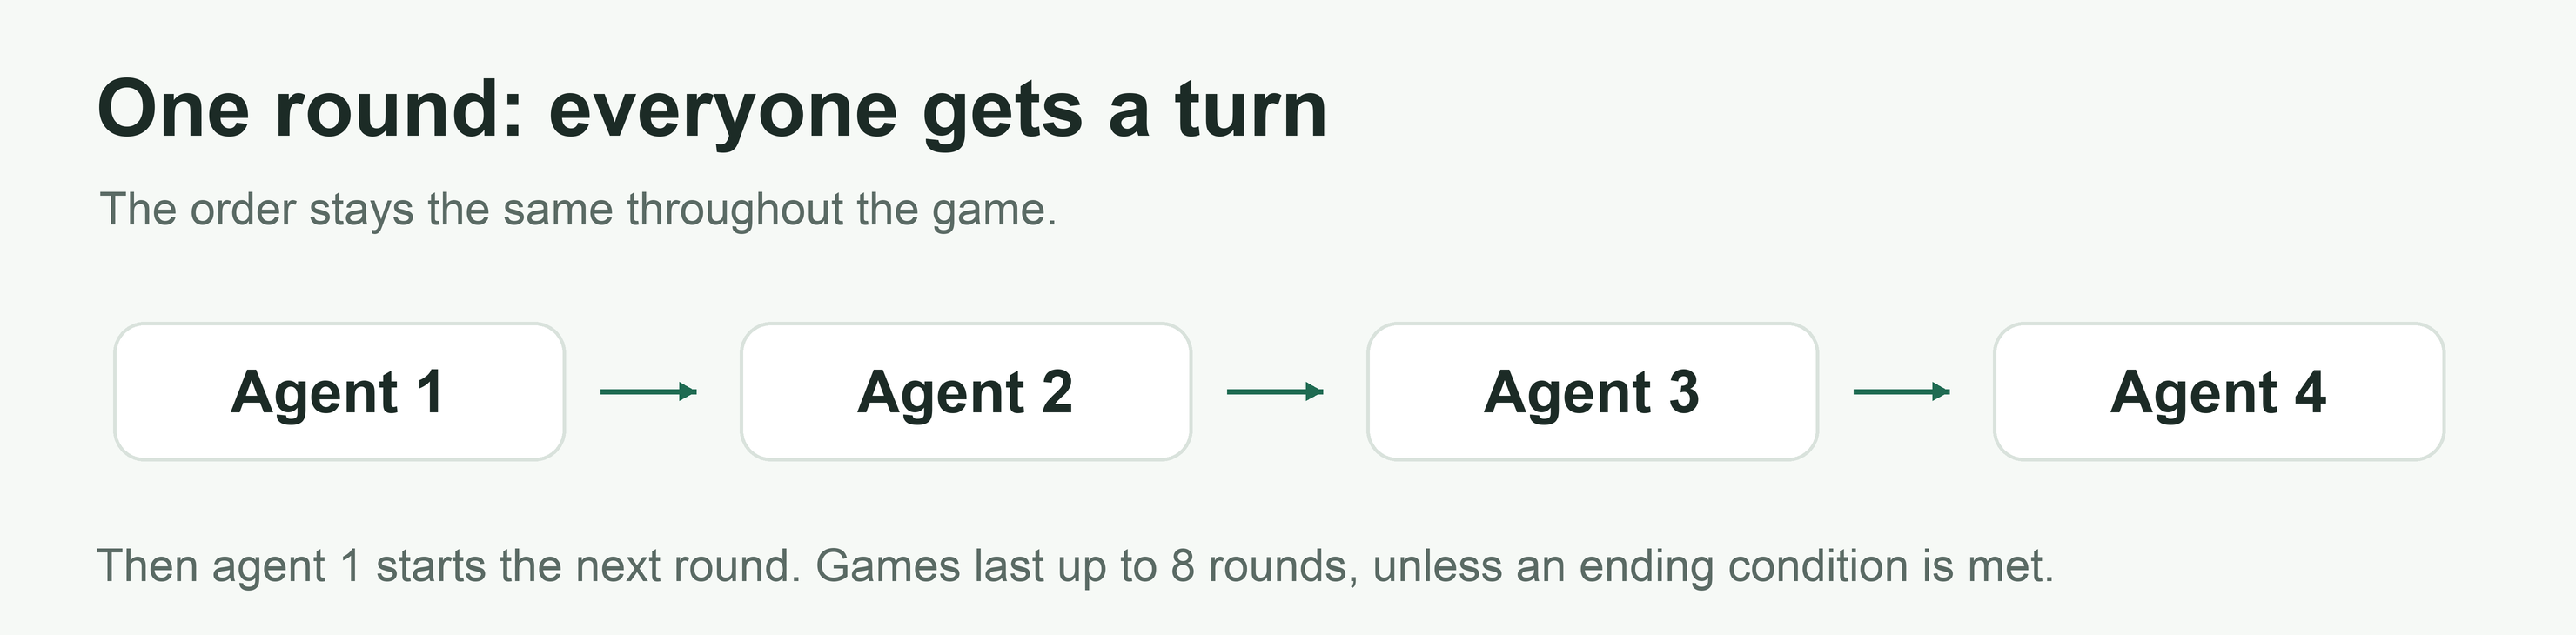 One round: everyone gets a turn
The order stays the same throughout the game.
Agent 1
Agent 2
Agent 3
Agent 4
Then agent 1 starts the next round. Games last up to 8 rounds, unless an ending condition is met.